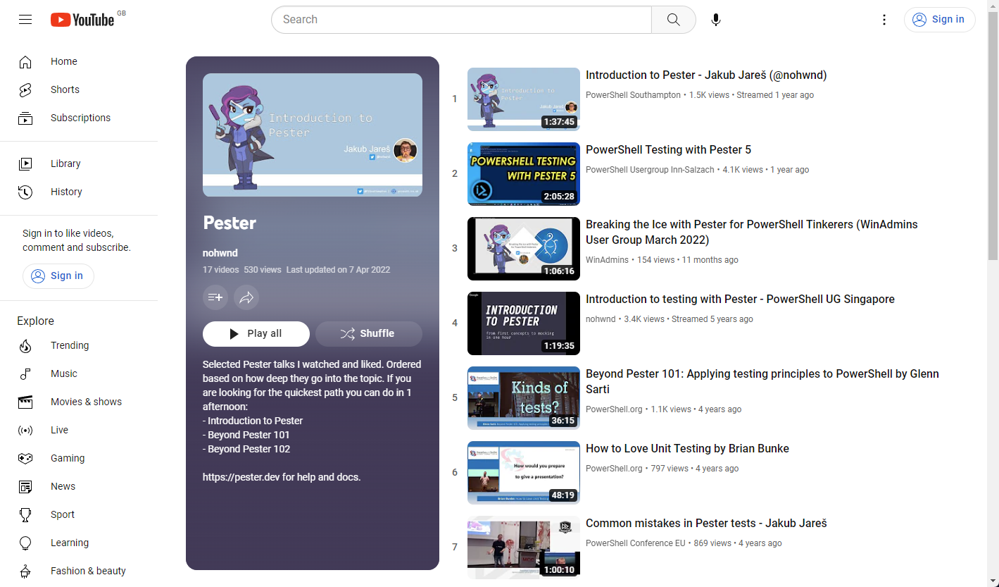 YouTube GB
Search
Sign in
Home
Shorts
Subscriptions
Library
History
Sign in to like videos,
comment and subscribe.
Sign in
Explore
Trending
Music
Movies & shows
Live
Gaming
News
Sport
Learning
Fashion & beauty
Introduction to
Pester
Jakub Jareš
Pester
nohwnd
17 videos 530 views Last updated on 7 Apr 2022
Play all
Shuffle
Selected Pester talks I watched and liked. Ordered
based on how deep they go into the topic. If you
are looking for the quickest path you can do in 1
afternoon:
- Introduction to Pester
- Beyond Pester 101
- Beyond Pester 102
https://pester.dev for help and docs.
1
Introduction to
Pester
Jakub Jareš
1:37:45
Introduction to Pester - Jakub Jareš (@nohwnd)
PowerShell Southampton • 1.5K views • Streamed 1 year ago
2
POWERSHELL TESTING
WITH PESTER 5
2:05:28
PowerShell Testing with Pester 5
PowerShell Usergroup Inn-Salzach • 4.1K views • 1 year ago
3
1:06:16
Breaking the Ice with Pester for PowerShell Tinkerers (WinAdmins
User Group March 2022)
WinAdmins • 154 views • 11 months ago
4
INTRODUCTION
TO PESTER
from first concepts to mocking
in one hour
1:19:35
Introduction to testing with Pester - PowerShell UG Singapore
nohwnd • 3.4K views • Streamed 5 years ago
5
Kinds of
tests?
36:15
Beyond Pester 101: Applying testing principles to PowerShell by Glenn
Sarti
PowerShell.org • 1.1K views • 4 years ago
6
How would you prepare
to give a presentation?
48:19
How to Love Unit Testing by Brian Bunke
PowerShell.org • 797 views • 4 years ago
7
1:00:10
Common mistakes in Pester tests - Jakub Jareš
PowerShell Conference EU • 869 views • 4 years ago